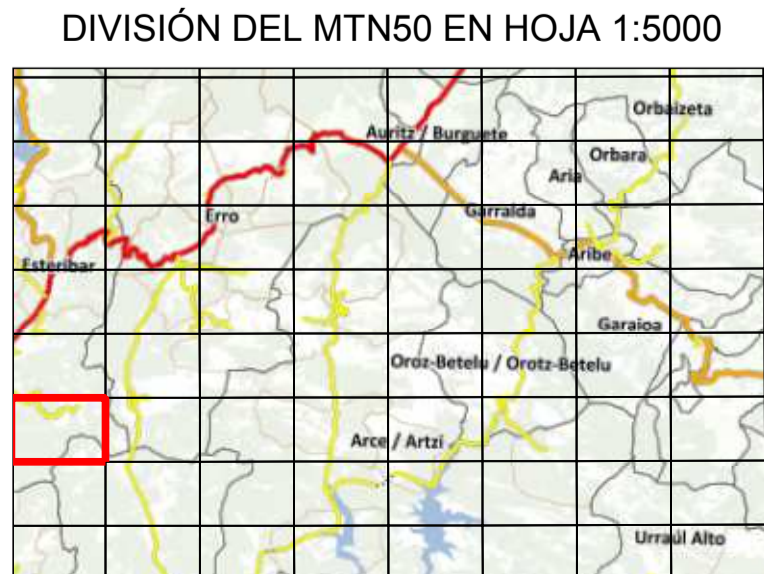 DIVISIÓN DEL MTN50 EN HOJA 1:5000
Orbaizeta
Auritz / Burguete
Orbara
Aria
Garralda
Erro
Aribe
Esteribar
Garaioa
Oroz-Betelu / Orotz-Betelu
Arce / Artzi
Urraúl Alto